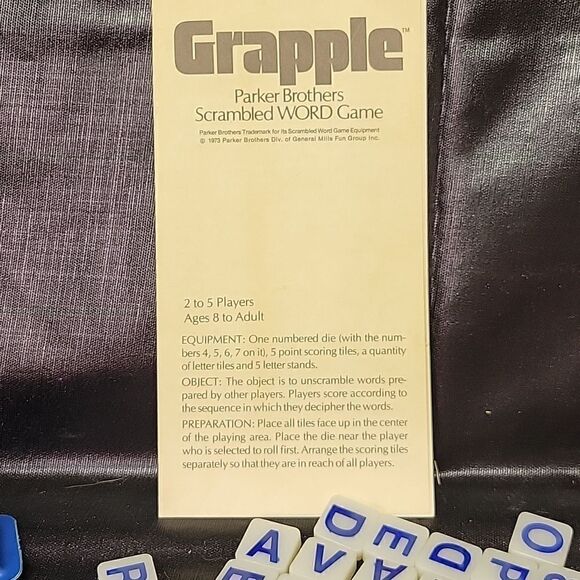 Grapple™
Parker Brothers
Scrambled WORD Game
Parker Brothers Trademark for its Scrambled Word Game Equipment
© 1973 Parker Brothers Div. of General Mills Fun Group Inc.
2 to 5 Players
Ages 8 to Adult
EQUIPMENT: One numbered die (with the num-
bers 4, 5, 6, 7 on it), 5 point scoring tiles, a quantity
of letter tiles and 5 letter stands.
OBJECT: The object is to unscramble words pre-
pared by other players. Players score according to
the sequence in which they decipher the words.
PREPARATION: Place all tiles face up in the center
of the playing area. Place the die near the player
who is selected to roll first. Arrange the scoring tiles
separately so that they are in reach of all players.
D E D O
A V A